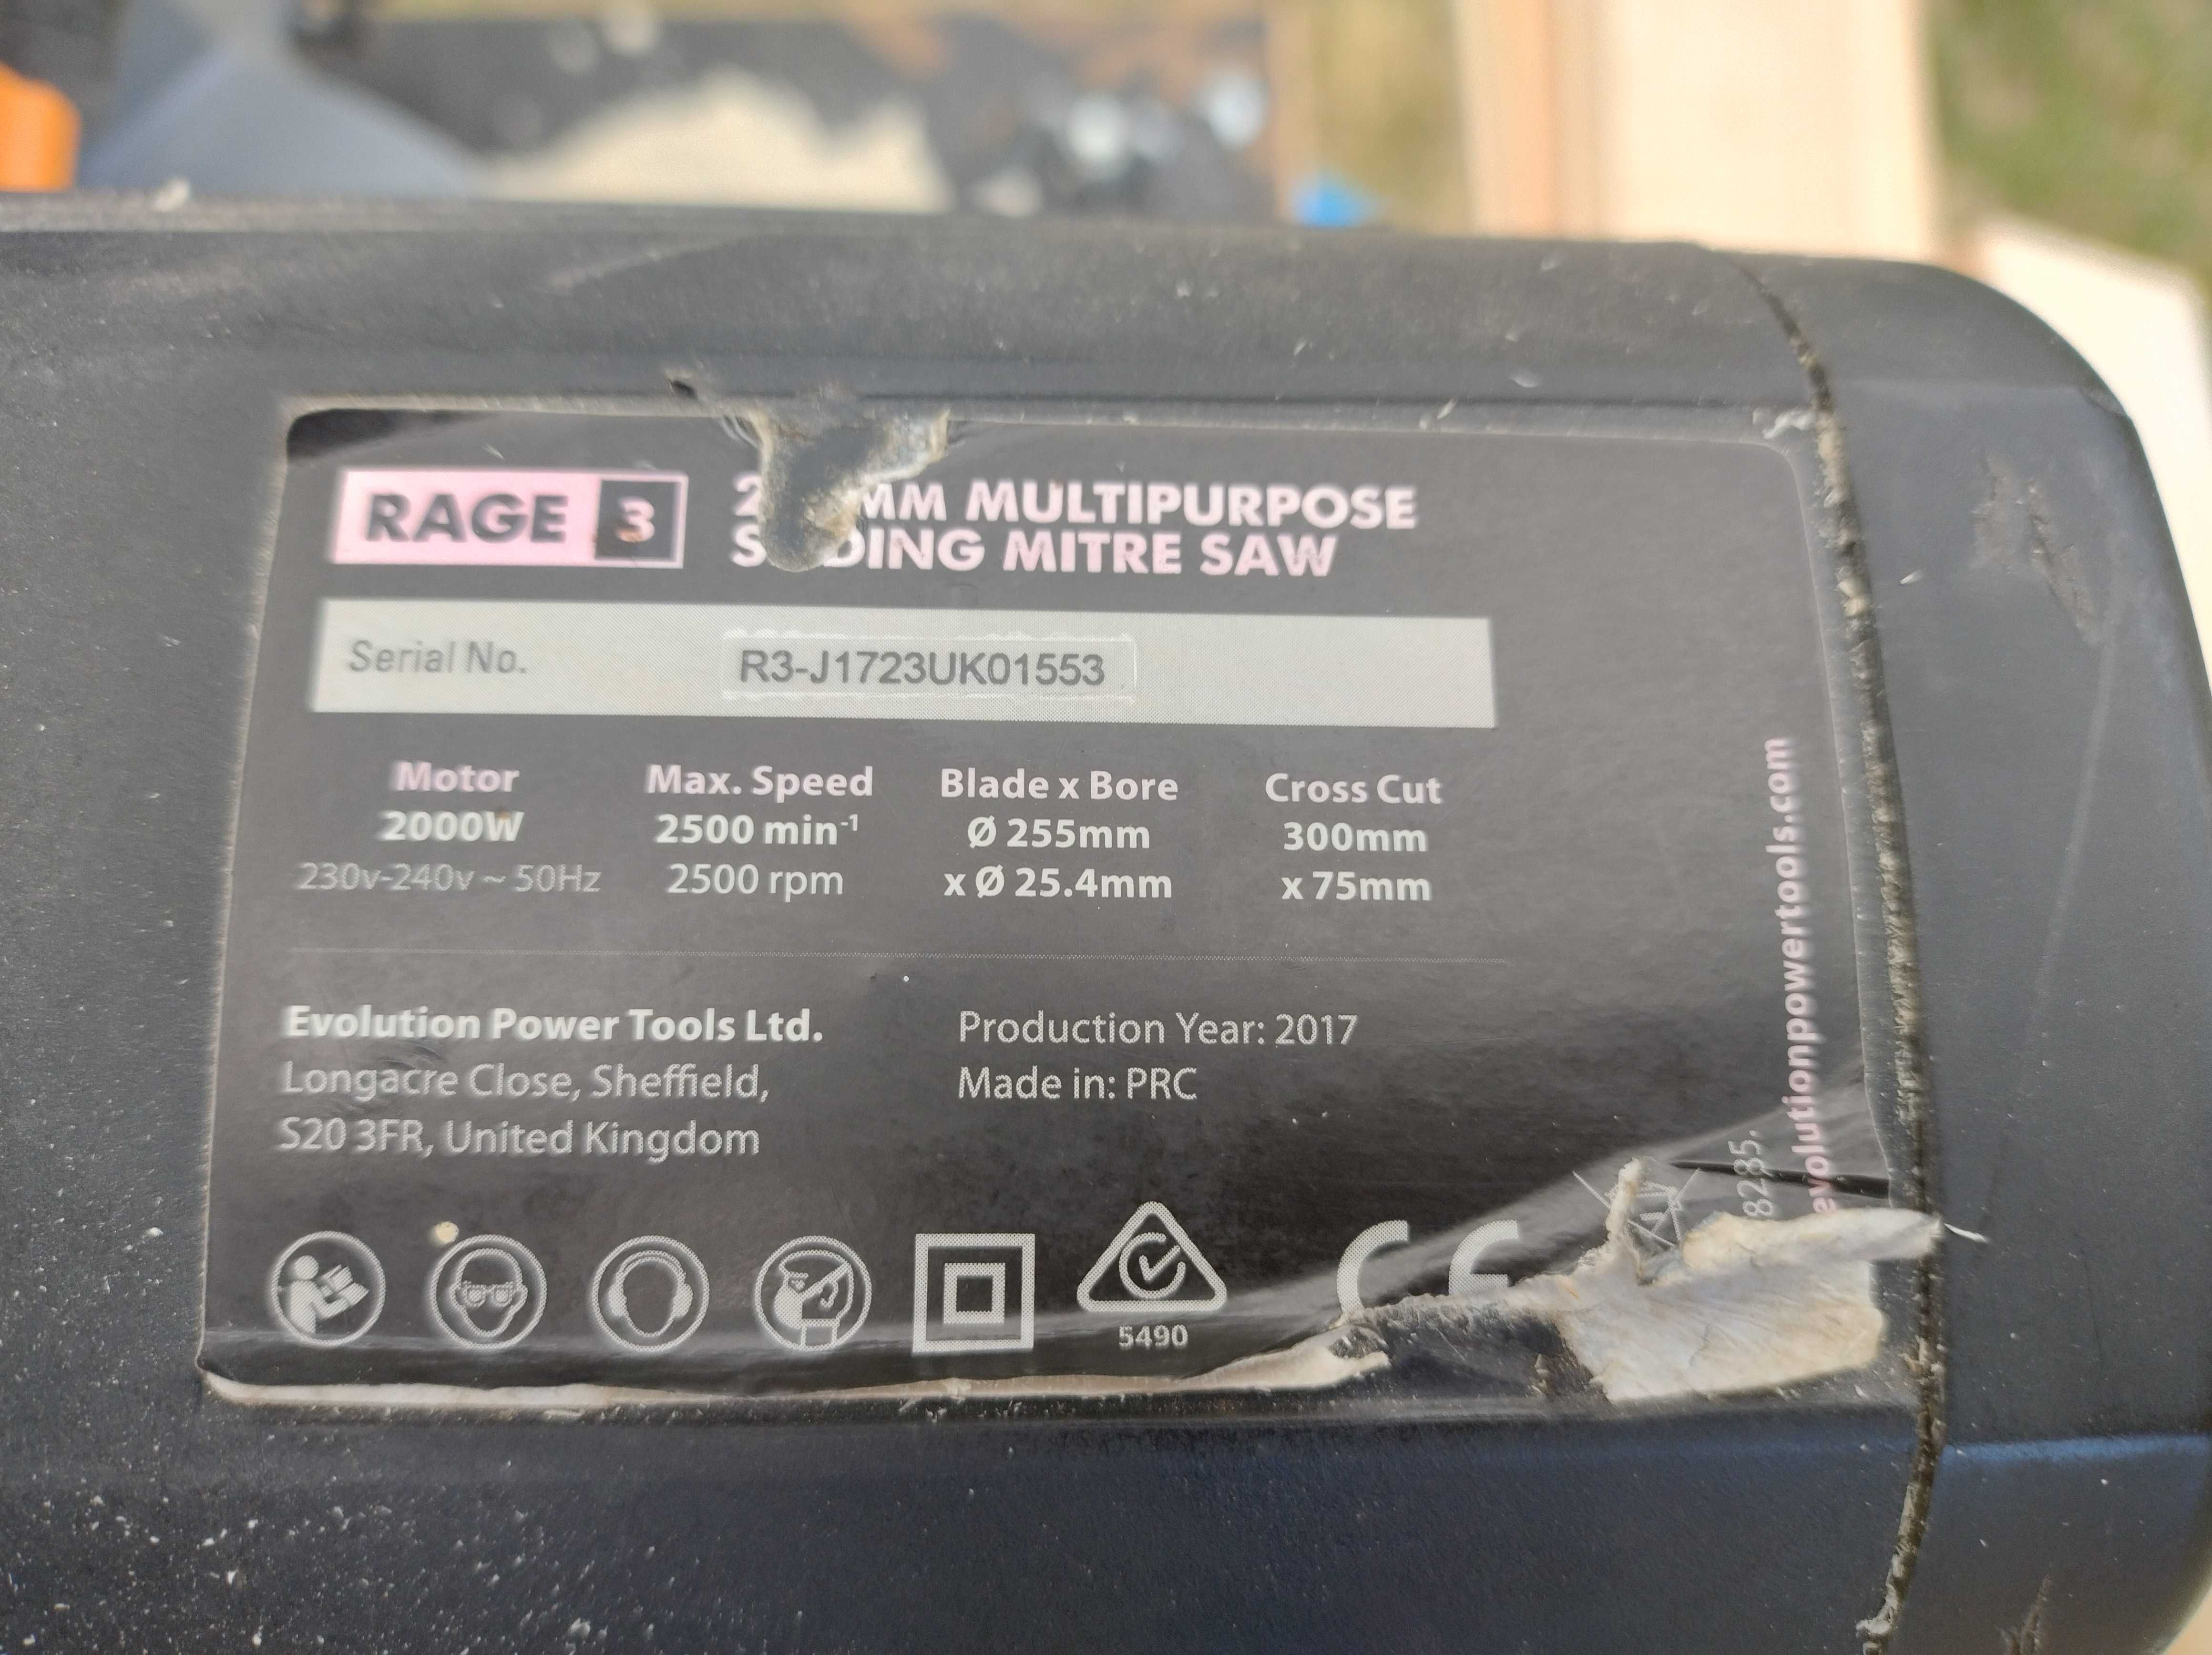 RAGE 3
MM MULTIPURPOSE
MITRE SAW
Serial No. R3-J1723UK01553
Motor Max. Speed Blade x Bore Cross Cut
2000W 2500 min-1 Ø 255mm 300mm
230v-240v ~ 50Hz 2500 rpm x Ø 25.4mm x 75mm
Evolution Power Tools Ltd.
Longacre Close, Sheffield,
S20 3FR, United Kingdom
Production Year: 2017
Made in: PRC
5490
CE
8285.
evolutionpowertools.com